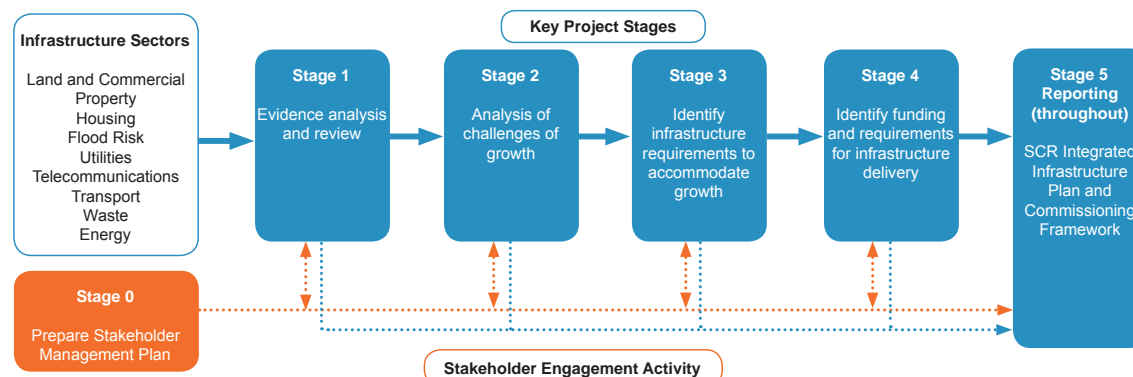 Infrastructure Sectors
Land and Commercial
Property
Housing
Flood Risk
Utilities
Telecommunications
Transport
Waste
Energy
Key Project Stages
Stage 1
Evidence analysis
and review
Stage 2
Analysis of
challenges of
growth
Stage 3
Identify
infrastructure
requirements to
accommodate
growth
Stage 4
Identify funding
and requirements
for infrastructure
delivery
Stage 5
Reporting
(throughout)
SCR Integrated
Infrastructure
Plan and
Commissioning
Framework
Stage 0
Prepare Stakeholder
Management Plan
Stakeholder Engagement Activity